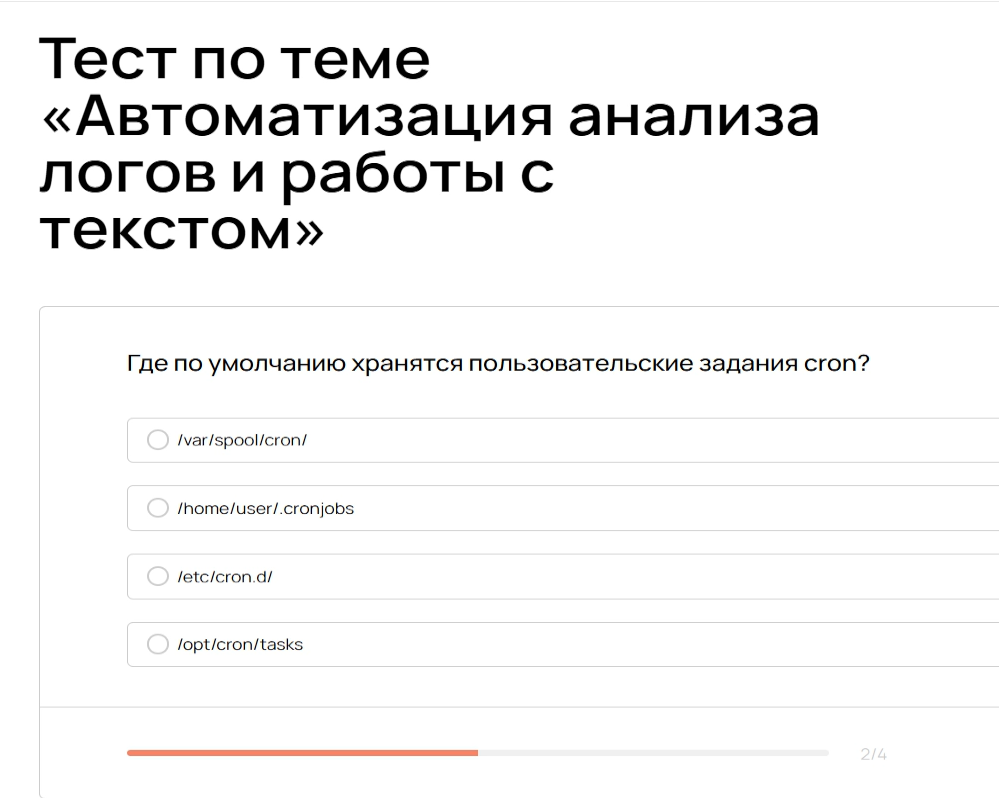 Тест по теме
«Автоматизация анализа
логов и работы с
текстом»
Где по умолчанию хранятся пользовательские задания cron?
/var/spool/cron/
/home/user/.cronjobs
/etc/cron.d/
/opt/cron/tasks
2/4